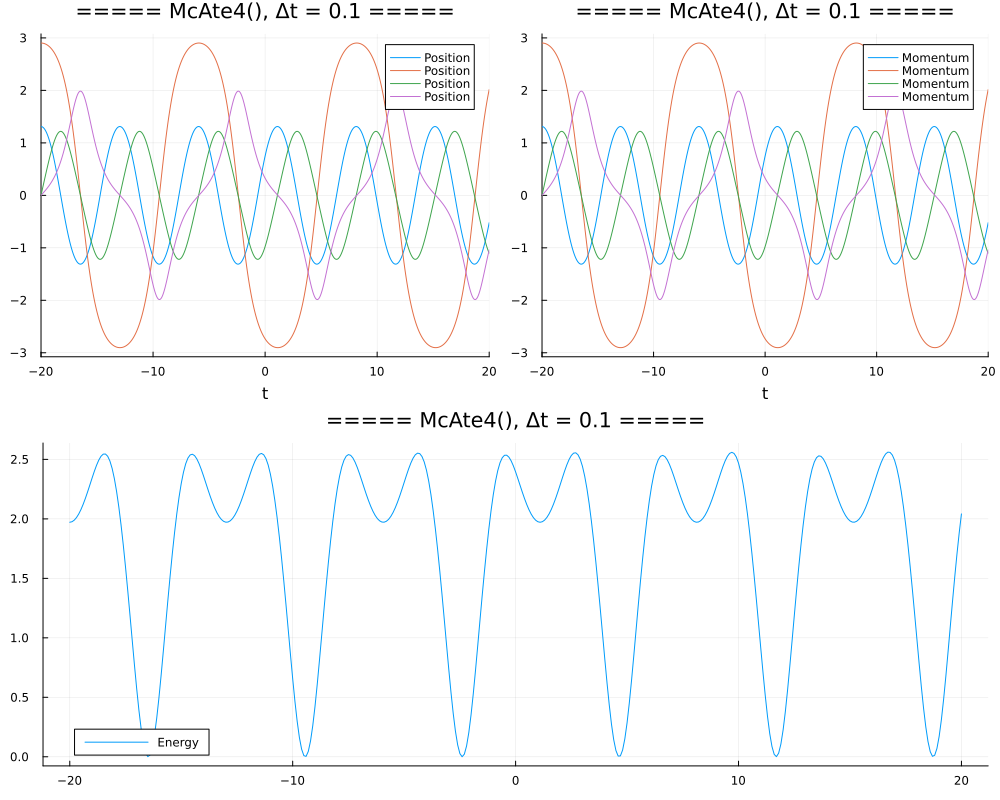 ===== McAte4(), Δt = 0.1 =====
3
2
1
0
−1
−2
−3
−20
−10
0
10
20
t
Position
Position
Position
Position
===== McAte4(), Δt = 0.1 =====
3
2
1
0
−1
−2
−3
−20
−10
0
10
20
t
Momentum
Momentum
Momentum
Momentum
===== McAte4(), Δt = 0.1 =====
2.5
2.0
1.5
1.0
0.5
0.0
−20
−10
0
10
20
Energy